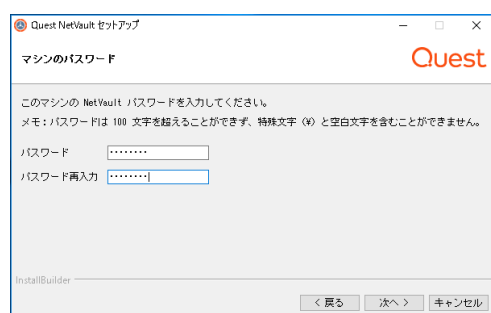 Quest NetVault セットアップ
マシンのパスワード
Quest
このマシンの NetVault パスワードを入力してください。
メモ：パスワードは 100 文字を超えることができず、特殊文字 (¥) と空白文字を含むことができません。
パスワード ••••••••
パスワード再入力 ••••••••
InstallBuilder
< 戻る 次へ > キャンセル